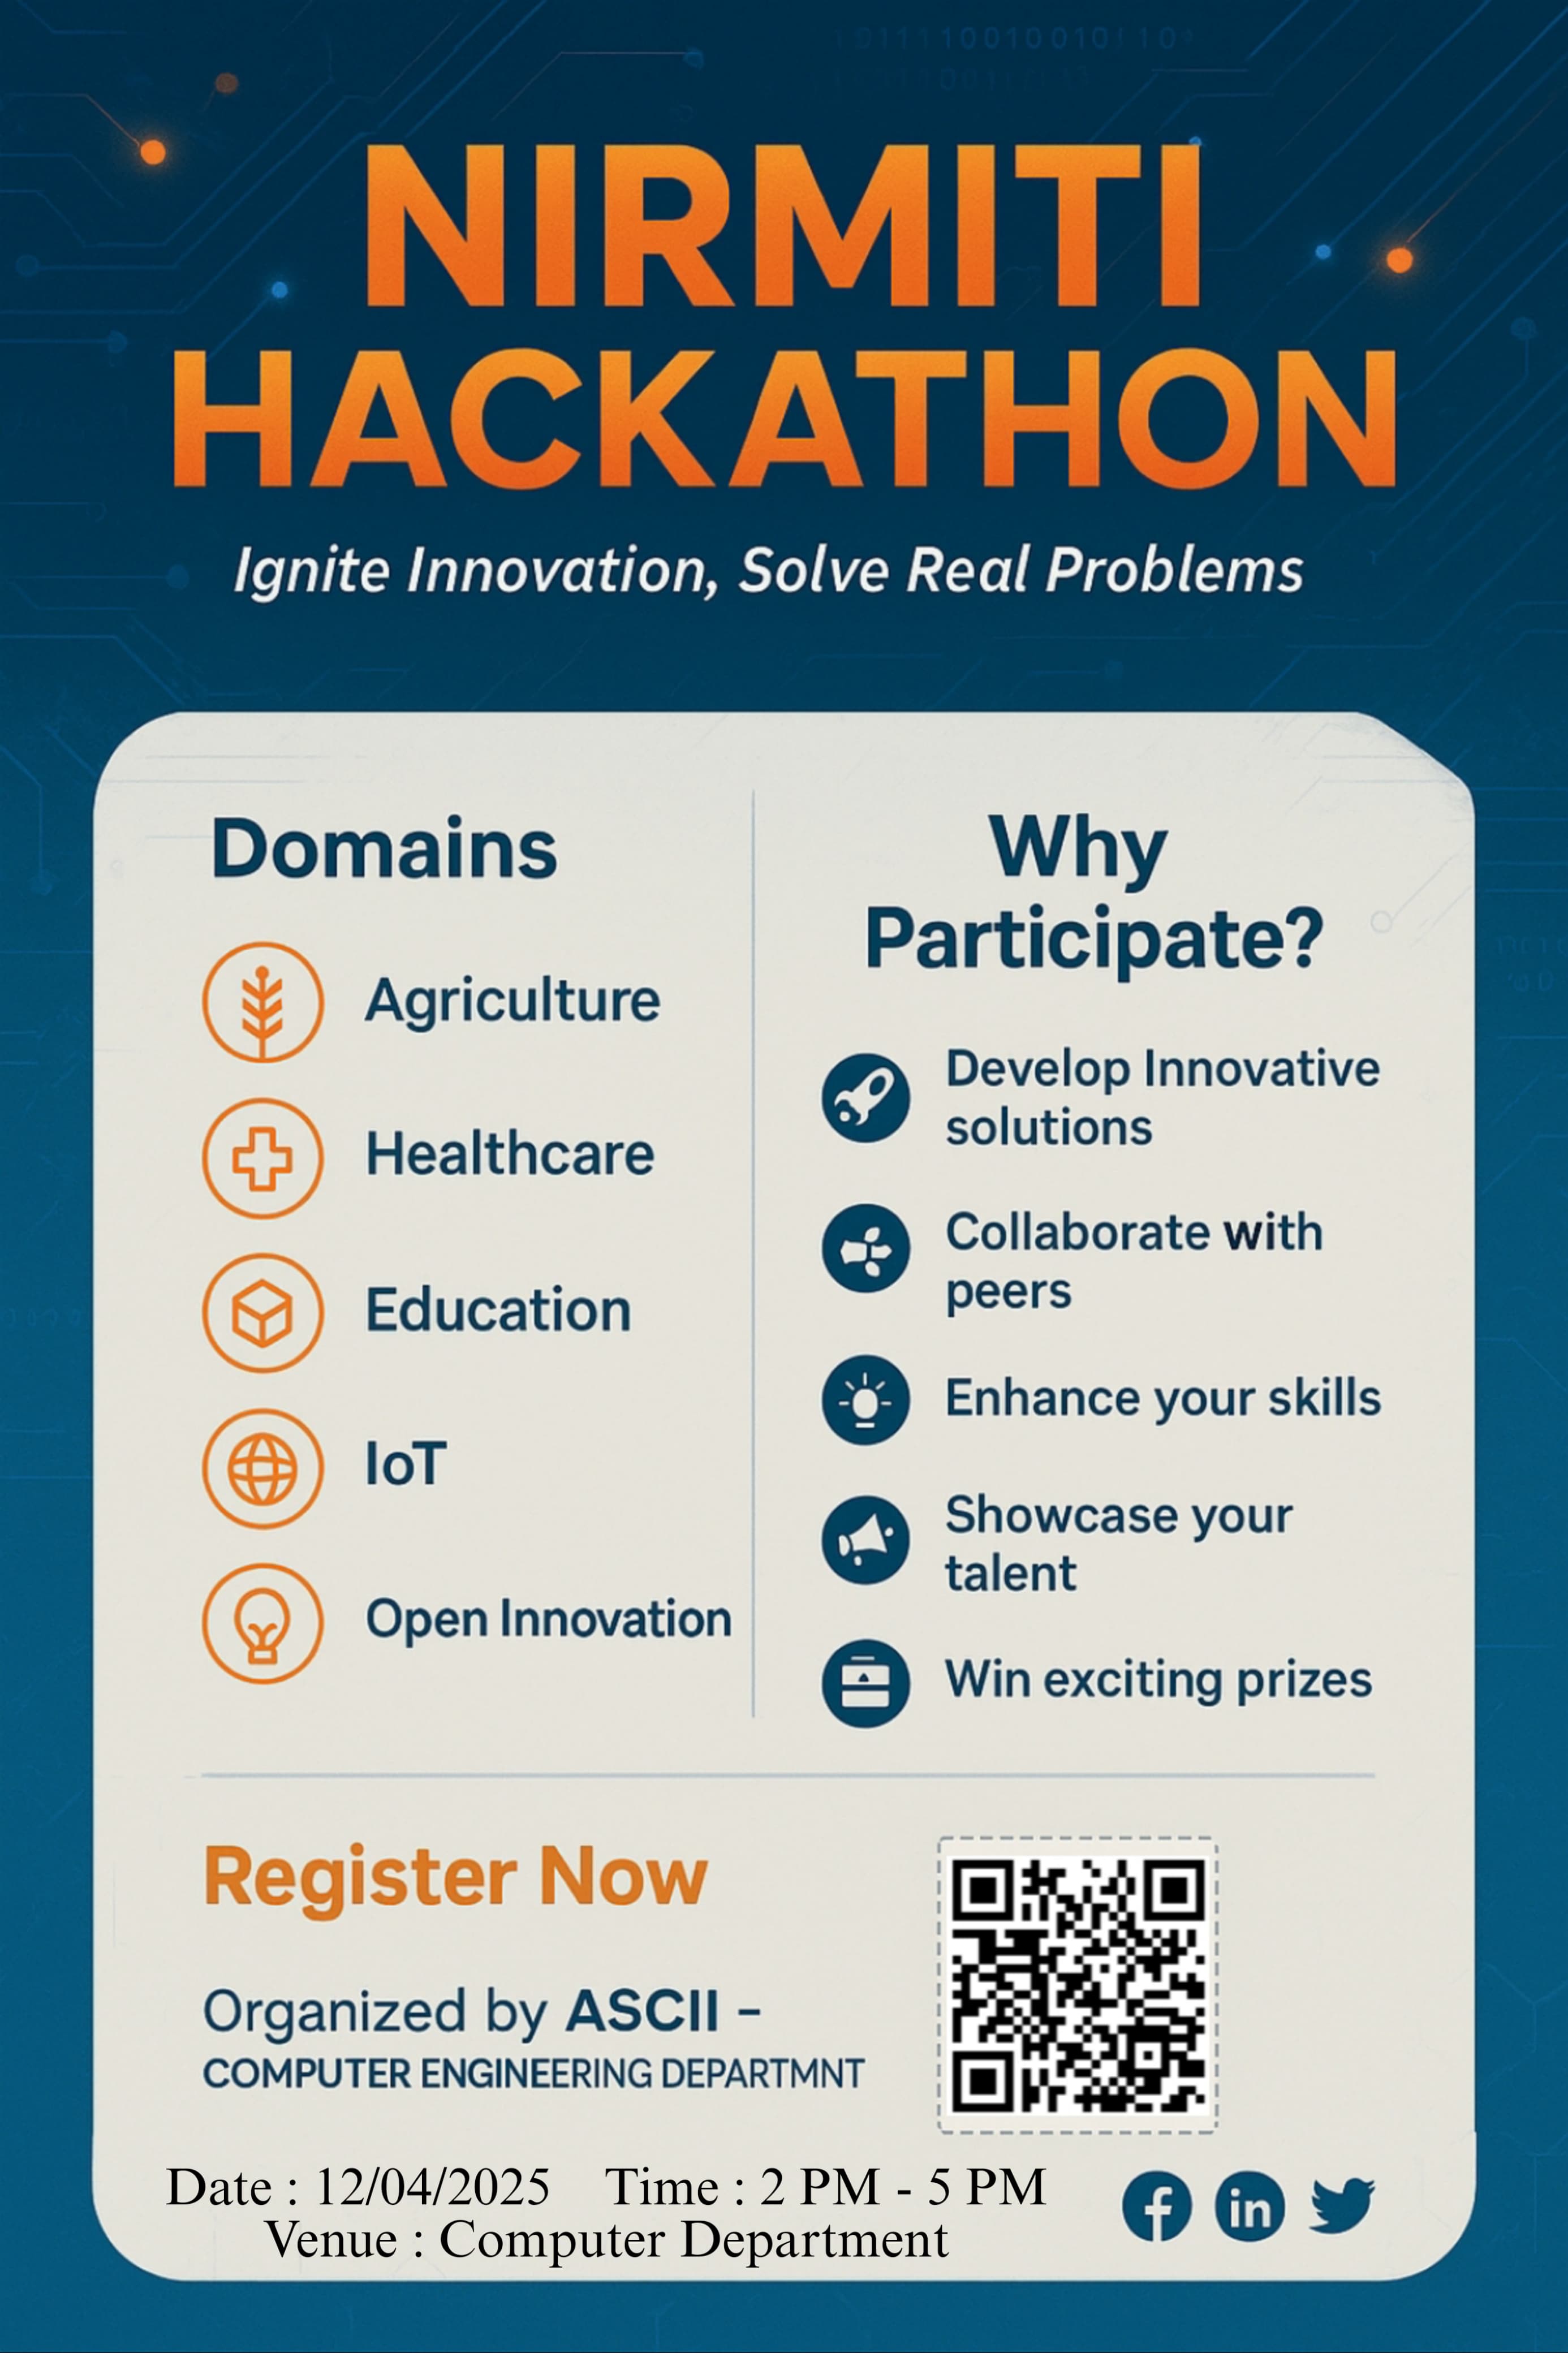 NIRMITI
HACKATHON
Ignite Innovation, Solve Real Problems
Domains
Agriculture
Healthcare
Education
IoT
Open Innovation
Why
Participate?
Develop Innovative
solutions
Collaborate with
peers
Enhance your skills
Showcase your
talent
Win exciting prizes
Register Now
Organized by ASCII –
COMPUTER ENGINEERING DEPARTMNT
Date : 12/04/2025 Time : 2 PM - 5 PM
Venue : Computer Department